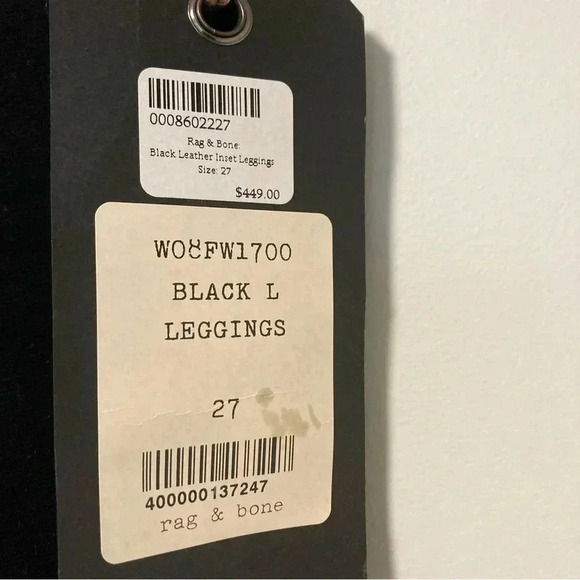 0008602227
Rag & Bone:
Black Leather Inset Leggings
Size: 27
$449.00
W08FW1700
BLACK L
LEGGINGS
27
400000137247
rag & bone